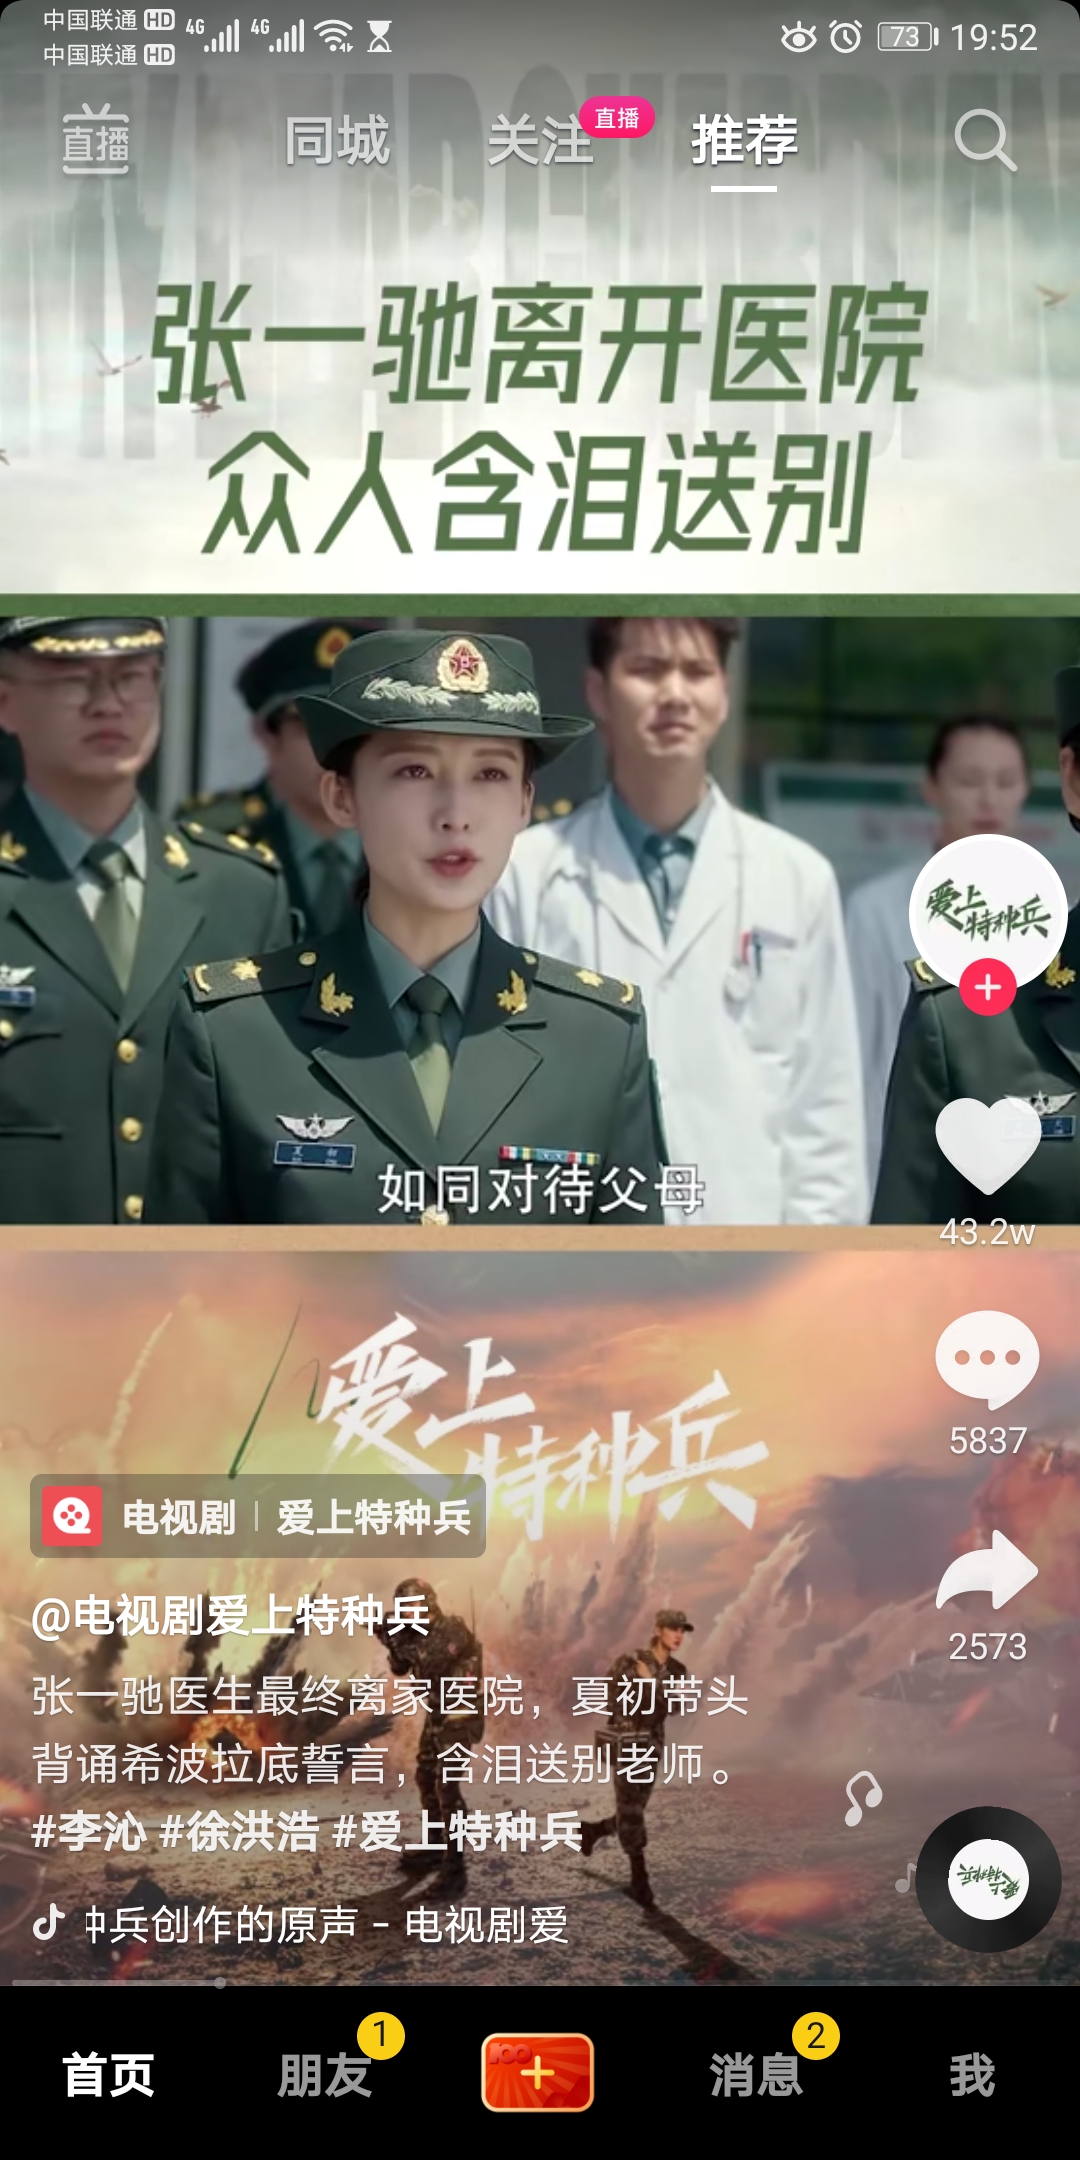 中国联通 HD
中国联通 HD
4G
4G
73
19:52
直播
同城
关注
直播
推荐
张一驰离开医院
众人含泪送别
如同对待父母
爱上
特种兵
43.2w
5837
2573
爱上
特种兵
电视剧 | 爱上特种兵
@电视剧爱上特种兵
张一驰医生最终离家医院，夏初带头
背诵希波拉底誓言，含泪送别老师。
#李沁 #徐洪浩 #爱上特种兵
爱上
特种兵
中兵创作的原声 - 电视剧爱
首页
朋友
1
100
消息
2
我